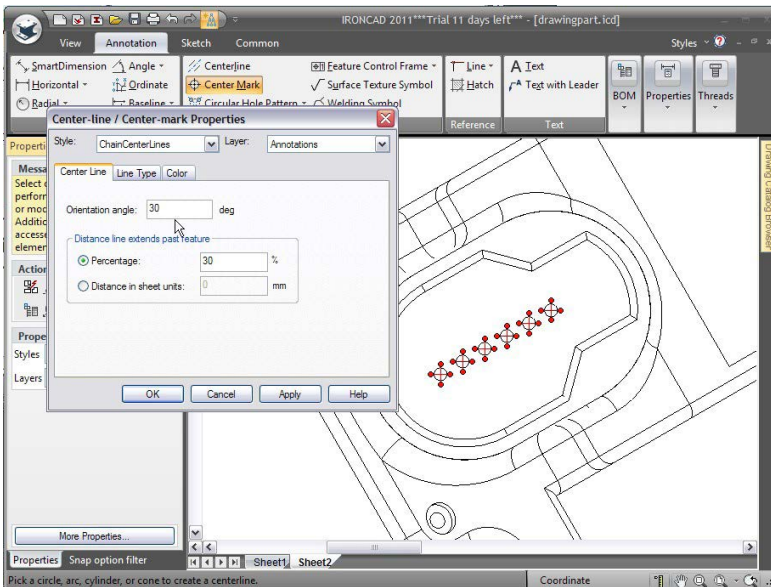 IRONCAD 2011***Trial 11 days left*** - [drawingpart.icd]
View Annotation Sketch Common Styles
SmartDimension Angle Centerline Feature Control Frame Line A Text
Horizontal Ordinate Center Mark Surface Texture Symbol Hatch Text with Leader
Radial Baseline Circular Hole Pattern Welding Symbol BOM Properties Threads
Reference Text
Center-line / Center-mark Properties
Style: ChainCenterLines Layer: Annotations
Center Line Line Type Color
Orientation angle: 30 deg
Distance line extends past feature
Percentage: 30 %
Distance in sheet units: 0 mm
OK Cancel Apply Help
Properti
Messa
Select
perform
or mod
Additic
access
elemen
Action
Prope
Styles
Layers
More Properties...
Properties Snap option filter
Sheet1 Sheet2
Drawing Catalog Browser
Pick a circle, arc, cylinder, or cone to create a centerline. Coordinate